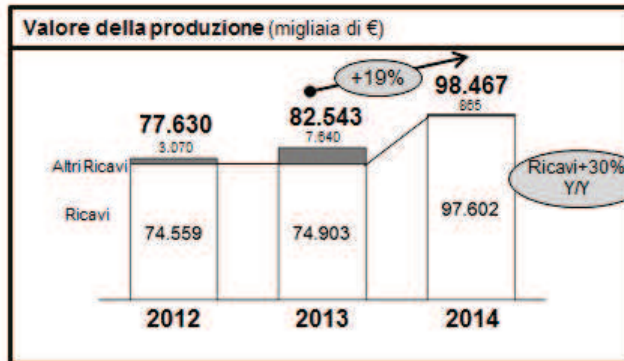 Valore della produzione (migliaia di €)
+19%
98.467
865
82.543
7.640
77.630
3.070
Altri Ricavi
Ricavi
74.559
74.903
97.602
Ricavi+30%
Y/Y
2012
2013
2014